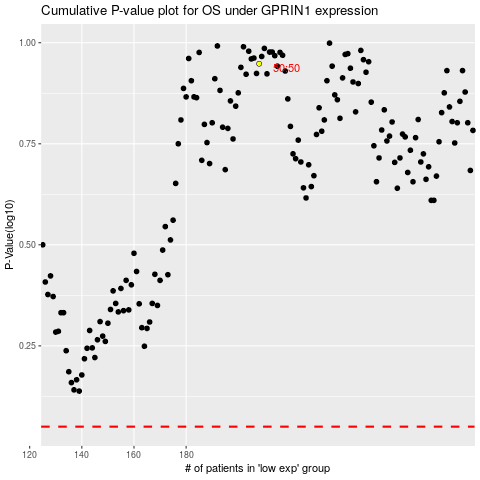 Cumulative P-value plot for OS under GPRIN1 expression
1.00
50:50
0.75
P-Value(log10)
0.50
0.25
120 140 160 180
# of patients in 'low exp' group